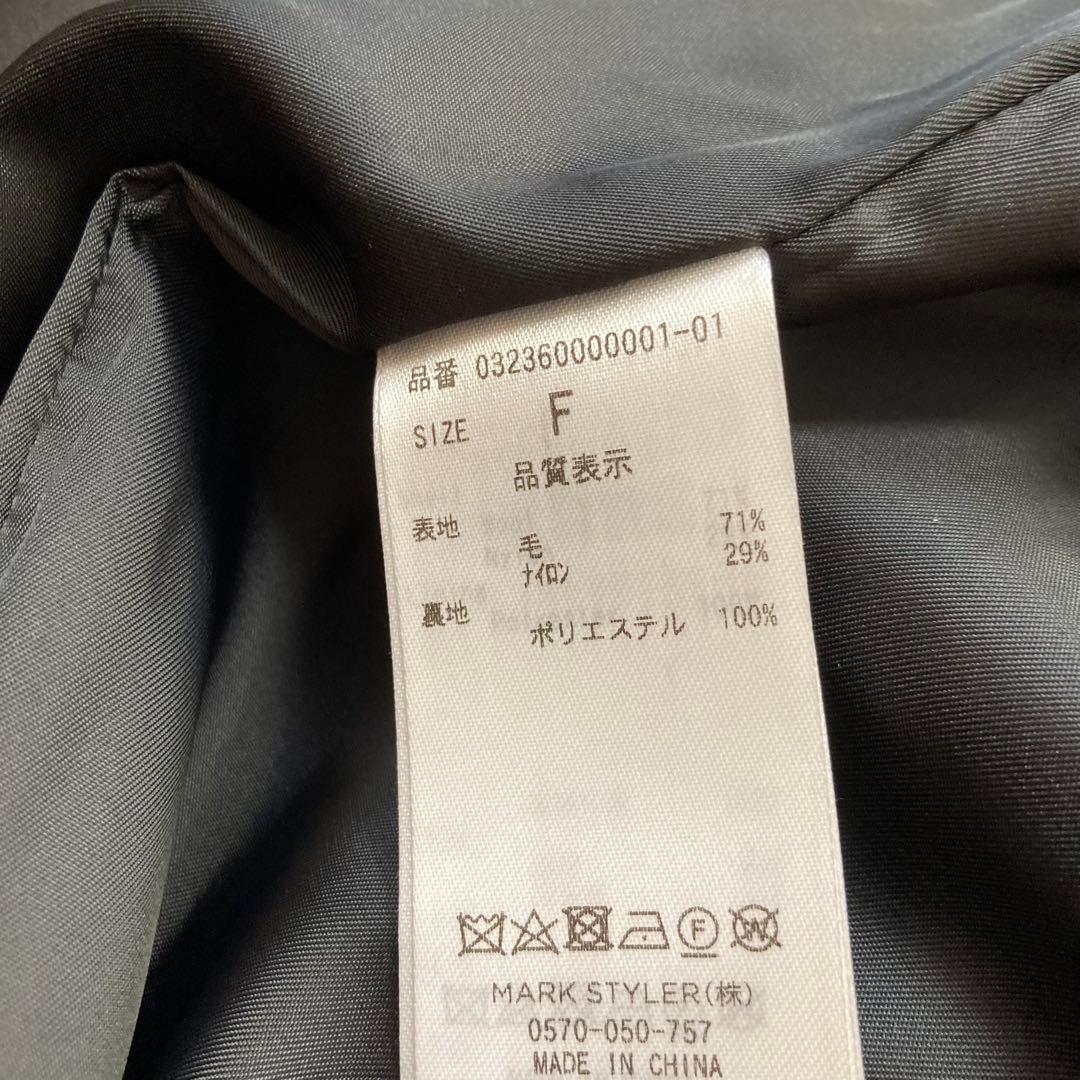 品番 032360000001-01
SIZE F
品質表示
表地
毛 71%
ナイロン 29%
裏地
ポリエステル 100%
F W
MARK STYLER(株)
0570-050-757
MADE IN CHINA